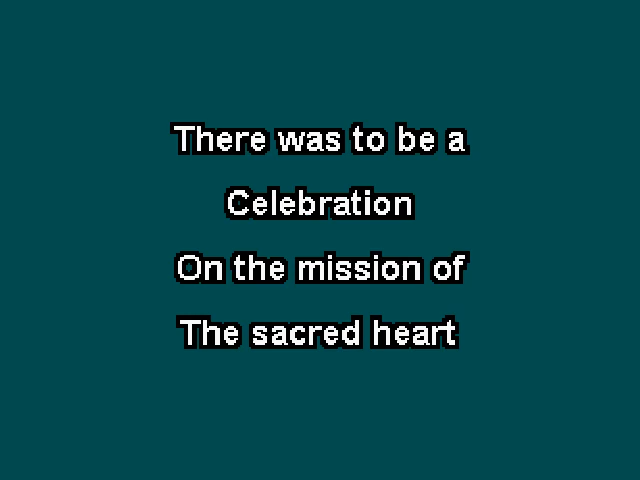 There was to be a
Celebration
On the mission of
The sacred heart